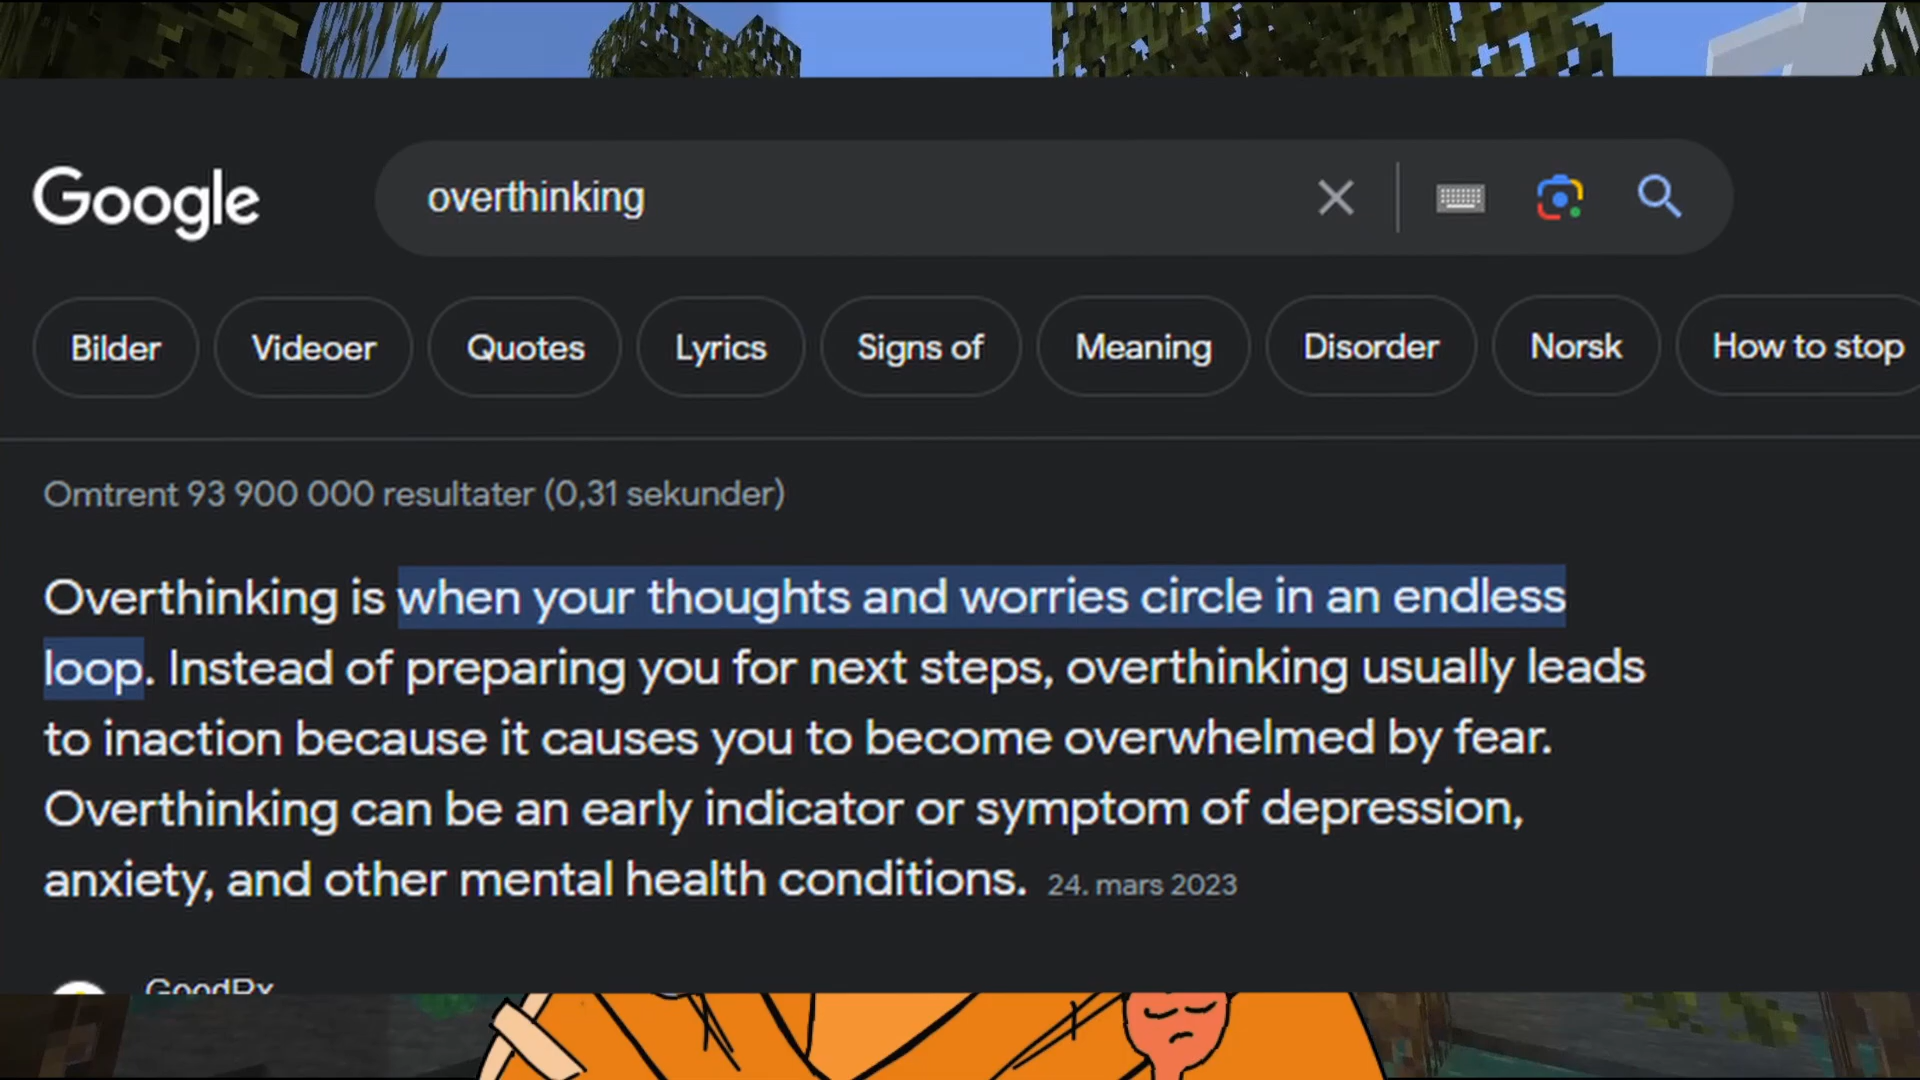 Google
overthinking
Bilder
Videoer
Quotes
Lyrics
Signs of
Meaning
Disorder
Norsk
How to stop
Omtrent 93 900 000 resultater (0,31 sekunder)
Overthinking is when your thoughts and worries circle in an endless
loop. Instead of preparing you for next steps, overthinking usually leads
to inaction because it causes you to become overwhelmed by fear.
Overthinking can be an early indicator or symptom of depression,
anxiety, and other mental health conditions. 24. mars 2023
GoodRx